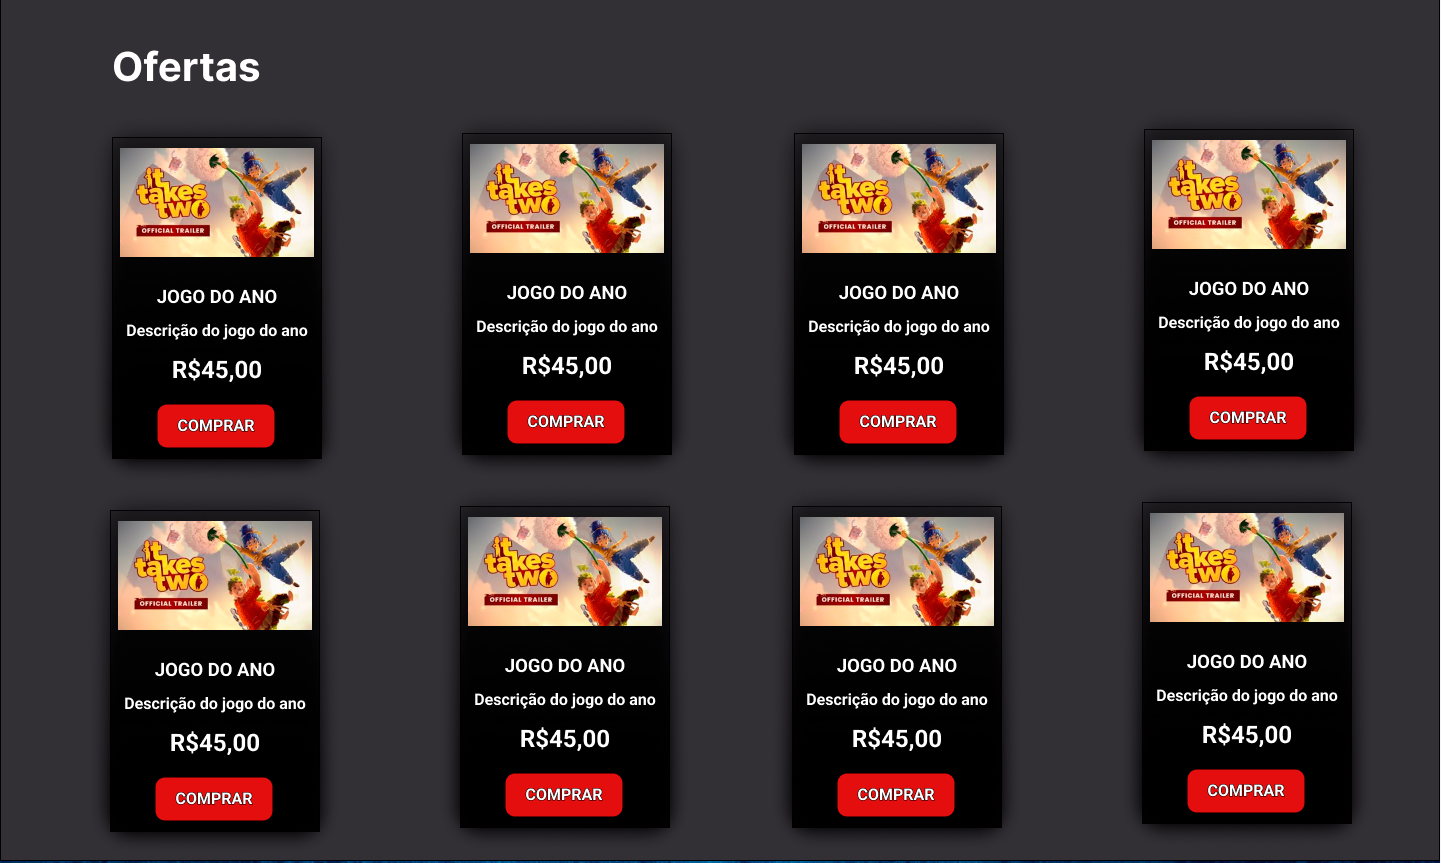 Ofertas
it takes two
OFFICIAL TRAILER
JOGO DO ANO
Descrição do jogo do ano
R$45,00
COMPRAR
it takes two
OFFICIAL TRAILER
JOGO DO ANO
Descrição do jogo do ano
R$45,00
COMPRAR
it takes two
OFFICIAL TRAILER
JOGO DO ANO
Descrição do jogo do ano
R$45,00
COMPRAR
it takes two
OFFICIAL TRAILER
JOGO DO ANO
Descrição do jogo do ano
R$45,00
COMPRAR
it takes two
OFFICIAL TRAILER
JOGO DO ANO
Descrição do jogo do ano
R$45,00
COMPRAR
it takes two
OFFICIAL TRAILER
JOGO DO ANO
Descrição do jogo do ano
R$45,00
COMPRAR
it takes two
OFFICIAL TRAILER
JOGO DO ANO
Descrição do jogo do ano
R$45,00
COMPRAR
it takes two
OFFICIAL TRAILER
JOGO DO ANO
Descrição do jogo do ano
R$45,00
COMPRAR